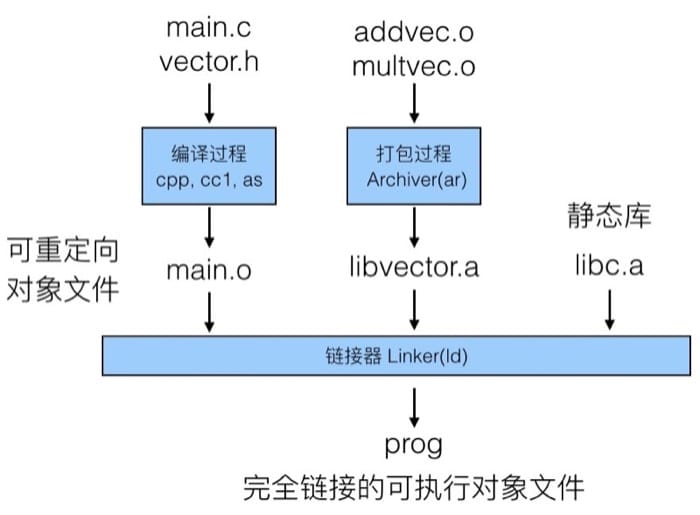 main.c
vector.h
addvec.o
multvec.o
编译过程
cpp, cc1, as
打包过程
Archiver(ar)
静态库
可重定向
对象文件
main.o
libvector.a
libc.a
链接器 Linker(ld)
prog
完全链接的可执行对象文件